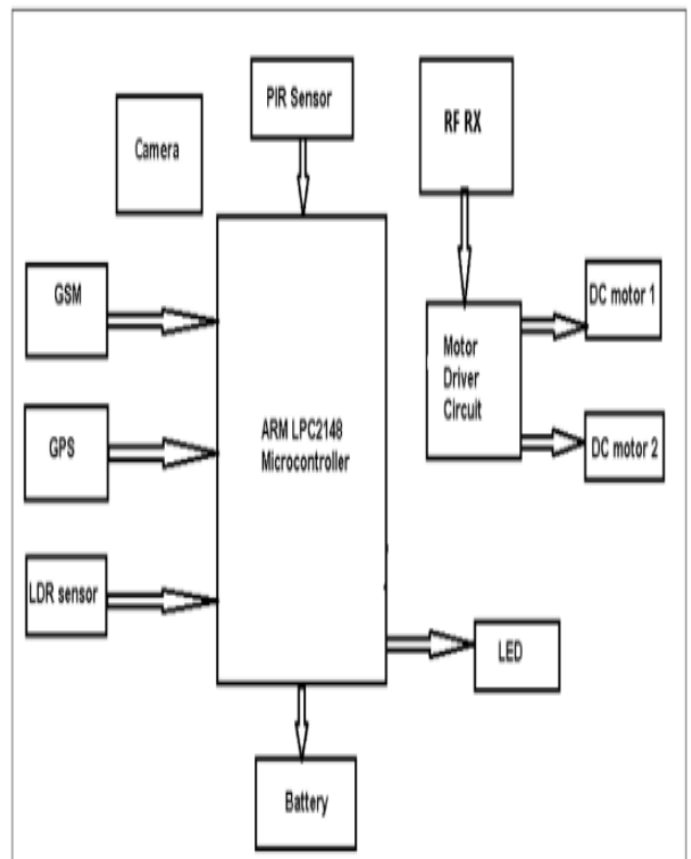 PIR Sensor
RF RX
Camera
GSM
DC motor 1
Motor
Driver
Circuit
ARM LPC2148
Microcontroller
GPS
DC motor 2
LDR sensor
LED
Battery